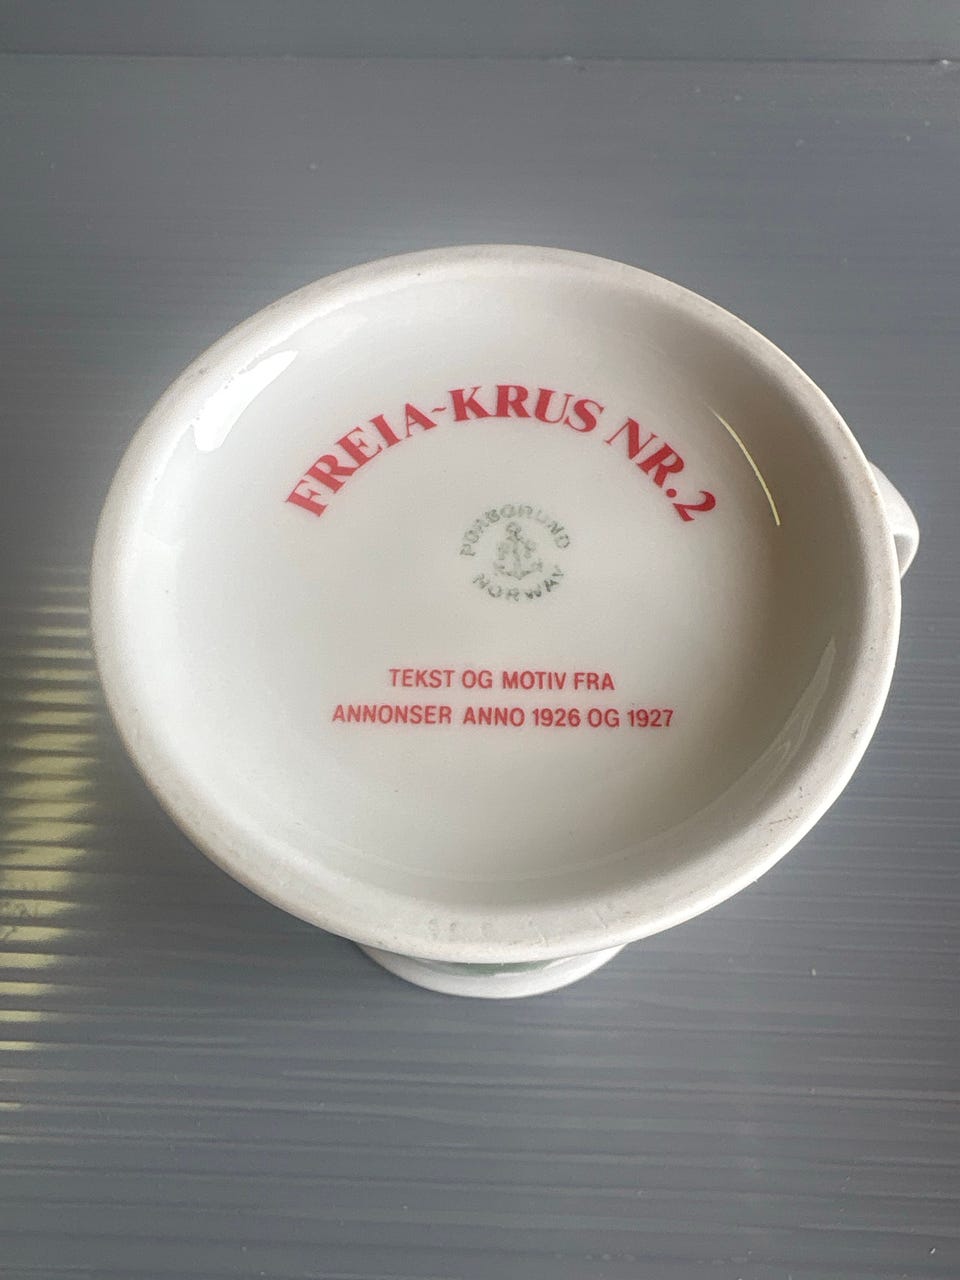 FREIA~KRUS NR.2
PORSGRUND
NORWAY
TEKST OG MOTIV FRA
ANNONSER ANNO 1926 OG 1927